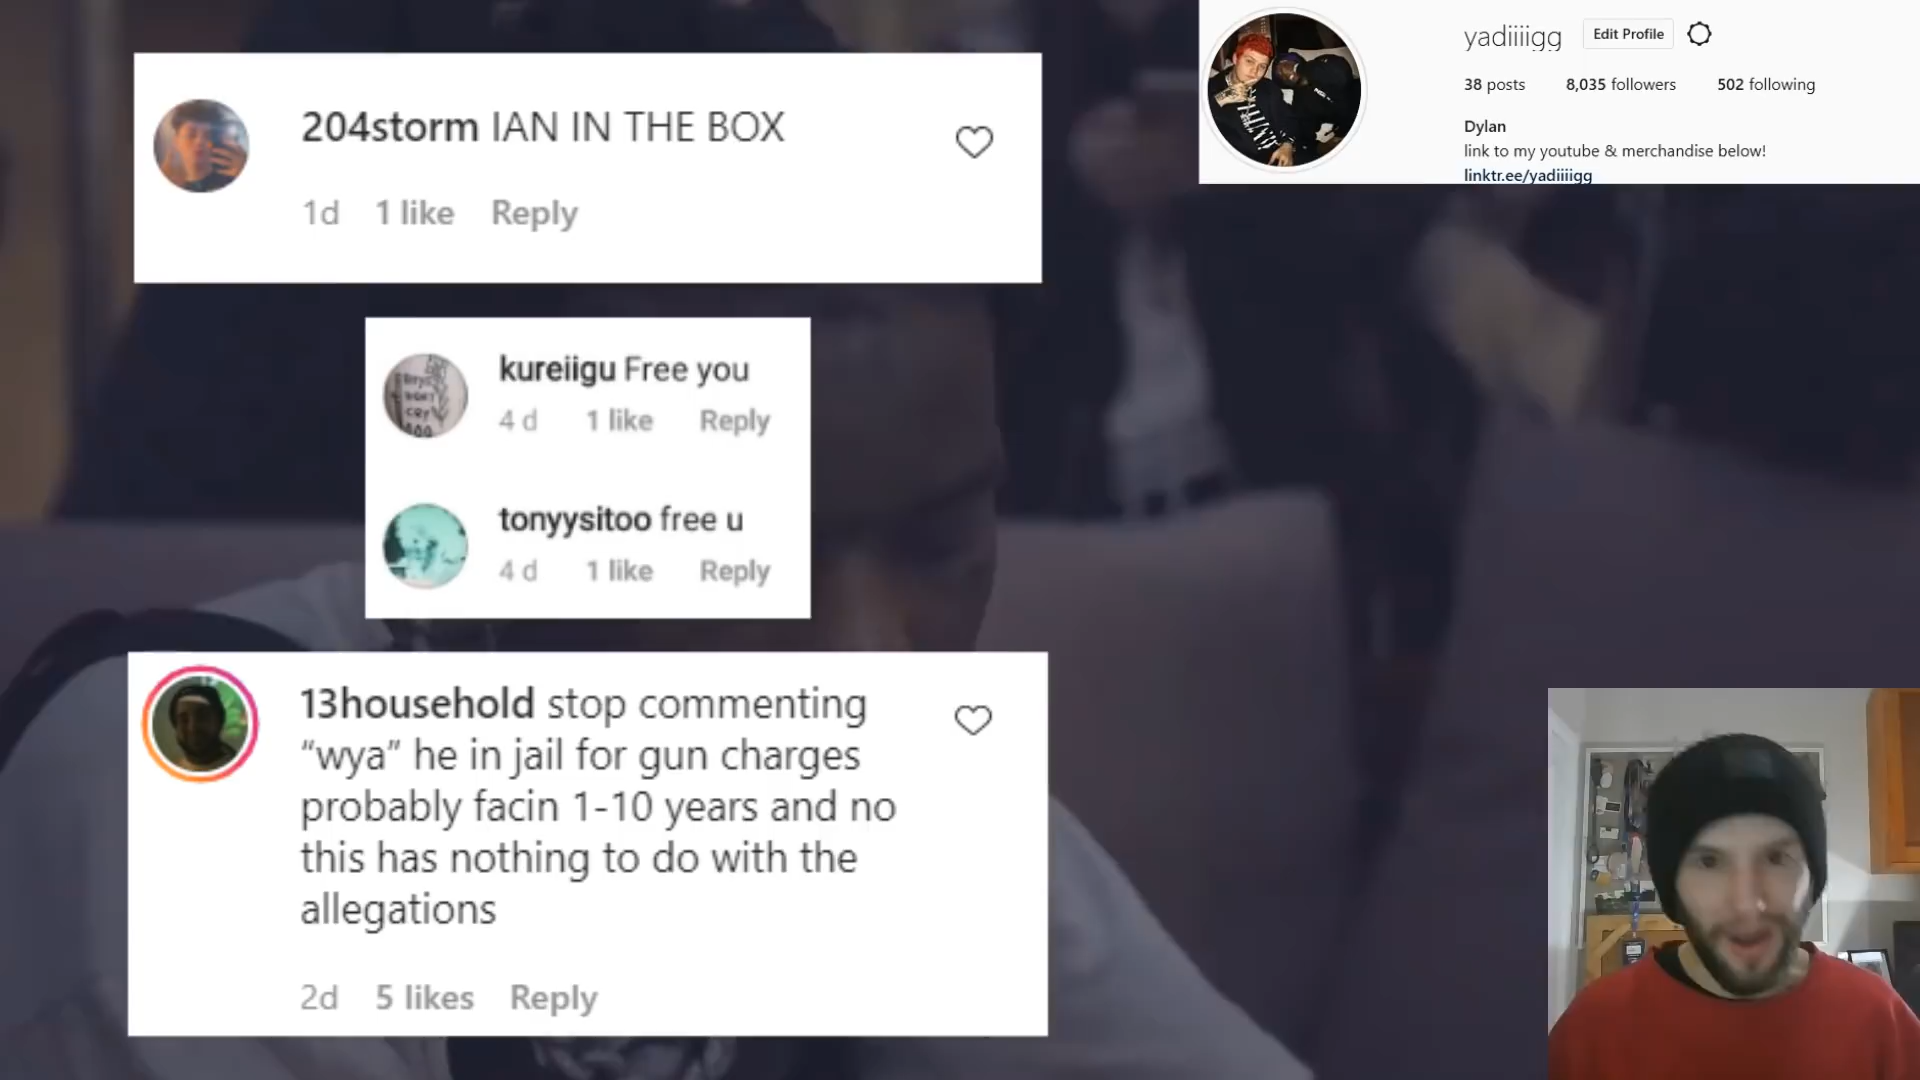 204storm IAN IN THE BOX
1d 1 like Reply
kureiigu Free you
4 d 1 like Reply
tonyysitoo free u
4 d 1 like Reply
13household stop commenting
“wya” he in jail for gun charges
probably facin 1-10 years and no
this has nothing to do with the
allegations
2d 5 likes Reply
yadiiiigg Edit Profile
38 posts 8,035 followers 502 following
Dylan
link to my youtube & merchandise below!
linktr.ee/yadiiiigg